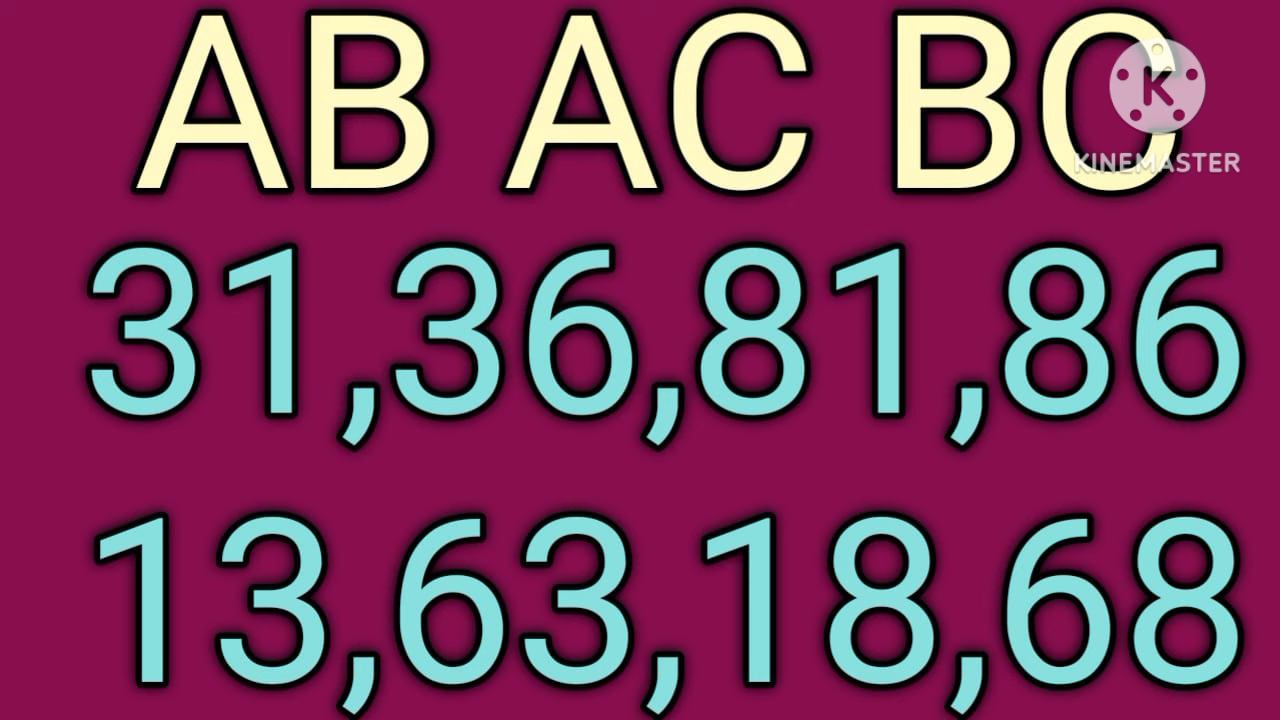 AB AC BC
K
KINEMASTER
31,36,81,86
13,63,18,68